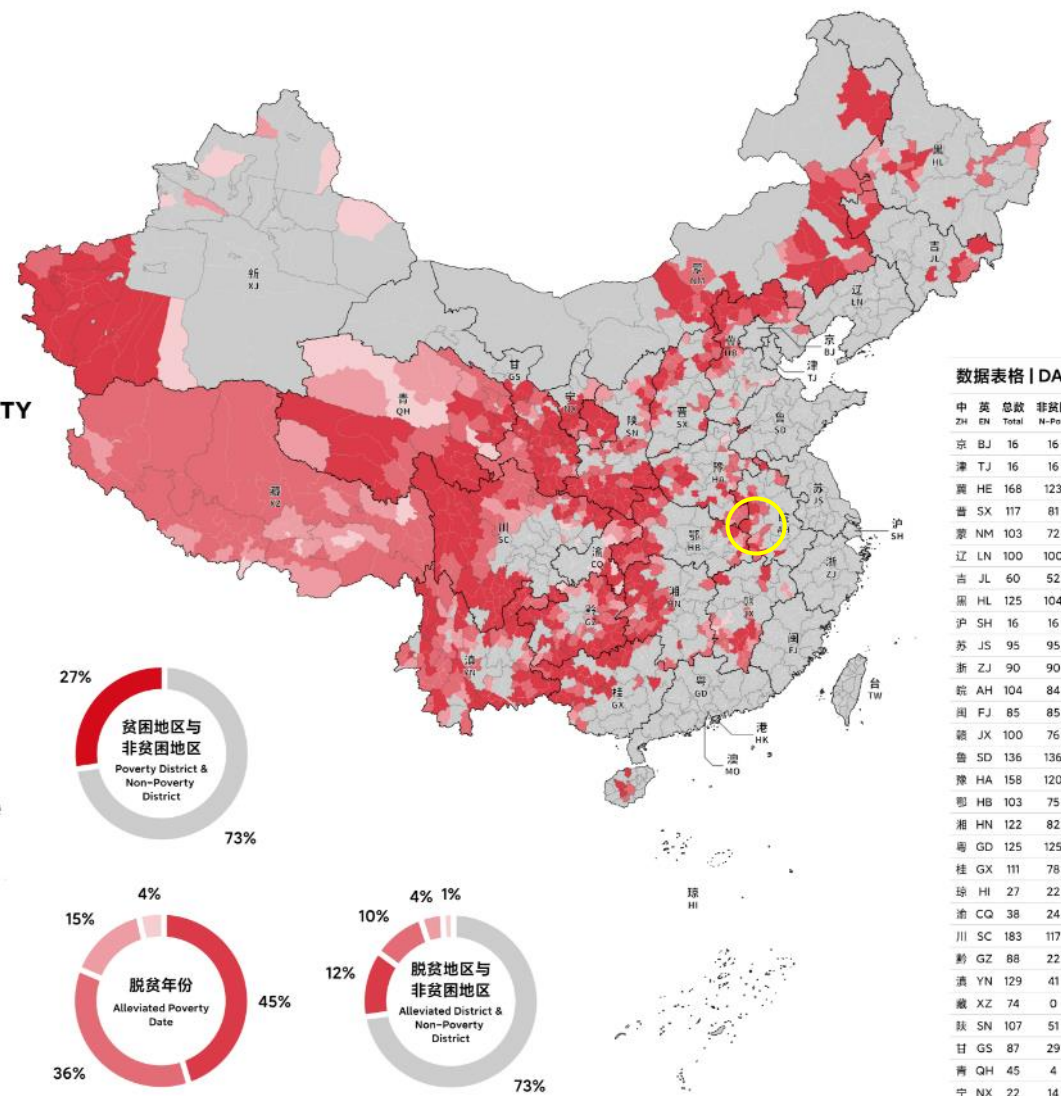 黑
HL
吉
JL
辽
LN
蒙
NM
新
XJ
京
BJ
津
TJ
冀
HB
甘
GS
宁
NX
青
QH
陕
SN
晋
SX
鲁
SD
TY
藏
XZ
豫
HA
苏
JS
AH
沪
SH
川
SC
渝
CQ
鄂
HB
浙
ZJ
湘
HN
JX
黔
GZ
闽
FJ
滇
YN
桂
GX
粤
GD
台
TW
港
HK
澳
MO
琼
HI
27%
贫困地区与
非贫困地区
Poverty District &
Non-Poverty
District
73%
4%
15%
脱贫年份
Alleviated Poverty
Date
45%
36%
4% 1%
10%
12%
脱贫地区与
非贫困地区
Alleviated District &
Non-Poverty
District
73%
数据表格 | DA
中 英 总数 非贫
ZH EN Total N-Po
京 BJ 16 16
津 TJ 16 16
冀 HE 168 123
晋 SX 117 81
蒙 NM 103 72
辽 LN 100 100
吉 JL 60 52
黑 HL 125 104
沪 SH 16 16
苏 JS 95 95
浙 ZJ 90 90
皖 AH 104 84
闽 FJ 85 85
赣 JX 100 76
鲁 SD 136 136
豫 HA 158 120
鄂 HB 103 75
湘 HN 122 82
粤 GD 125 125
桂 GX 111 78
琼 HI 27 22
渝 CQ 38 24
川 SC 183 117
黔 GZ 88 22
滇 YN 129 41
藏 XZ 74 0
陕 SN 107 51
甘 GS 87 29
青 QH 45 4
宁 NX 22 14